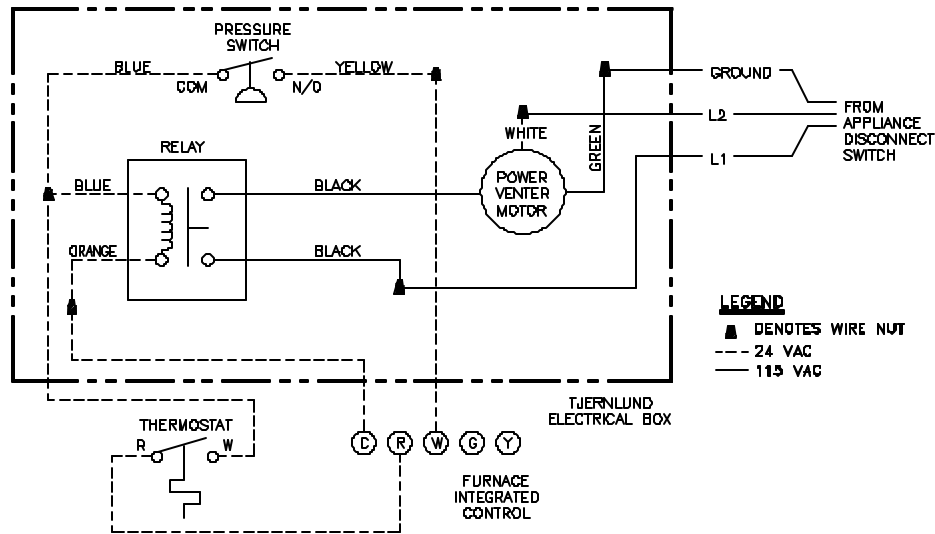 PRESSURE
SWITCH
BLUE
YELLOW
COM
N/O
GROUND
L2
FROM
APPLIANCE
DISCONNECT
SWITCH
WHITE
GREEN
RELAY
L1
BLUE
BLACK
POWER
VENTER
MOTOR
ORANGE
BLACK
LEGEND
DENOTES WIRE NUT
24 VAC
115 VAC
TJERNLUND
ELECTRICAL BOX
THERMOSTAT
R
W
C R W G Y
FURNACE
INTEGRATED
CONTROL